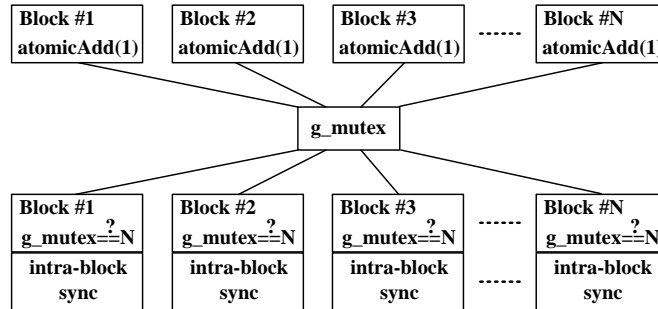 Block #1
atomicAdd(1)
Block #2
atomicAdd(1)
Block #3
atomicAdd(1)
......
Block #N
atomicAdd(1)
g_mutex
Block #1
?
g_mutex==N
intra-block
sync
Block #2
?
g_mutex==N
intra-block
sync
Block #3
?
g_mutex==N
intra-block
sync
......
......
Block #N
?
g_mutex==N
intra-block
sync